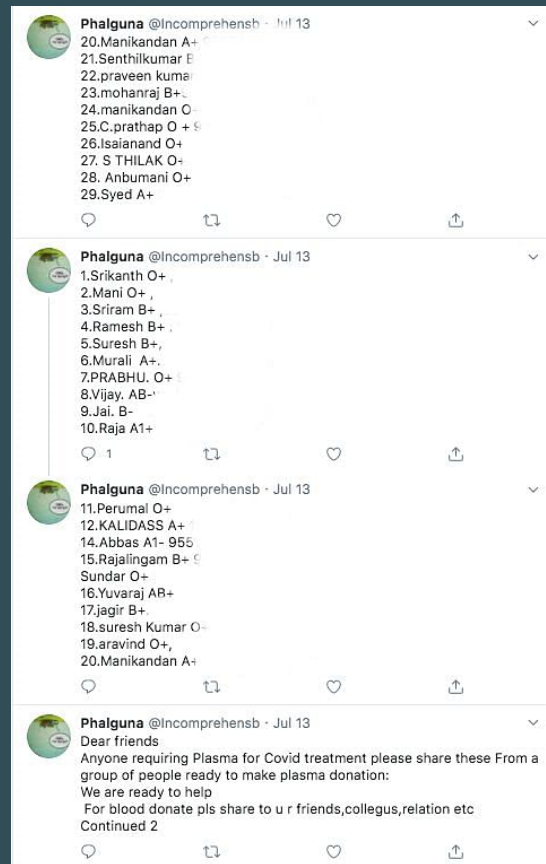 Phalguna @Incomprehensb · Jul 13
20.Manikandan A+
21.Senthilkumar B
22.praveen kumar
23.mohanraj B+
24.manikandan O
25.C.prathap O + 9
26.Isaianand O+
27. S THILAK O+
28. Anbumani O+
29.Syed A+
Phalguna @Incomprehensb · Jul 13
1.Srikanth O+ ,
2.Mani O+ ,
3.Sriram B+ ,
4.Ramesh B+ ,
5.Suresh B+,
6.Murali A+.
7.PRABHU. O+
8.Vijay. AB-
9.Jai. B-
10.Raja A1+
1
Phalguna @Incomprehensb · Jul 13
11.Perumal O+
12.KALIDASS A+
14.Abbas A1- 955
15.Rajalingam B+ 9
Sundar O+
16.Yuvaraj AB+
17.jagir B+.
18.suresh Kumar O
19.aravind O+,
20.Manikandan A+
Phalguna @Incomprehensb · Jul 13
Dear friends
Anyone requiring Plasma for Covid treatment please share these From a
group of people ready to make plasma donation:
We are ready to help
For blood donate pls share to u r friends,collegus,relation etc
Continued 2